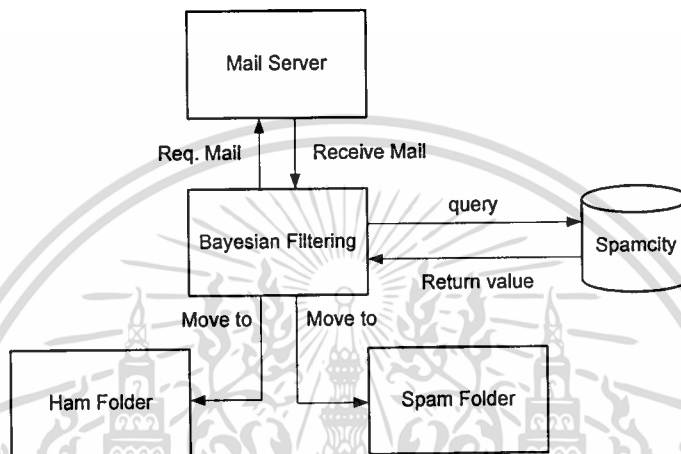 Mail Server
Req. Mail
Receive Mail
query
Bayesian Filtering
Spamcity
Return value
Move to
Move to
Ham Folder
Spam Folder